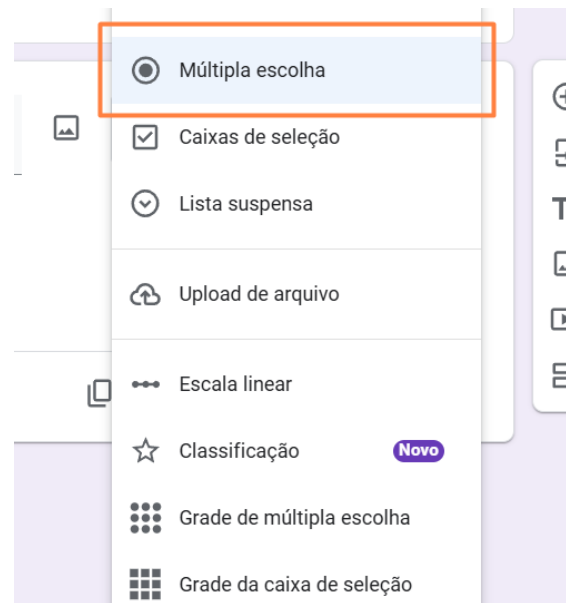 Múltipla escolha
Caixas de seleção
Lista suspensa
Upload de arquivo
Escala linear
Classificação Novo
Grade de múltipla escolha
Grade da caixa de seleção